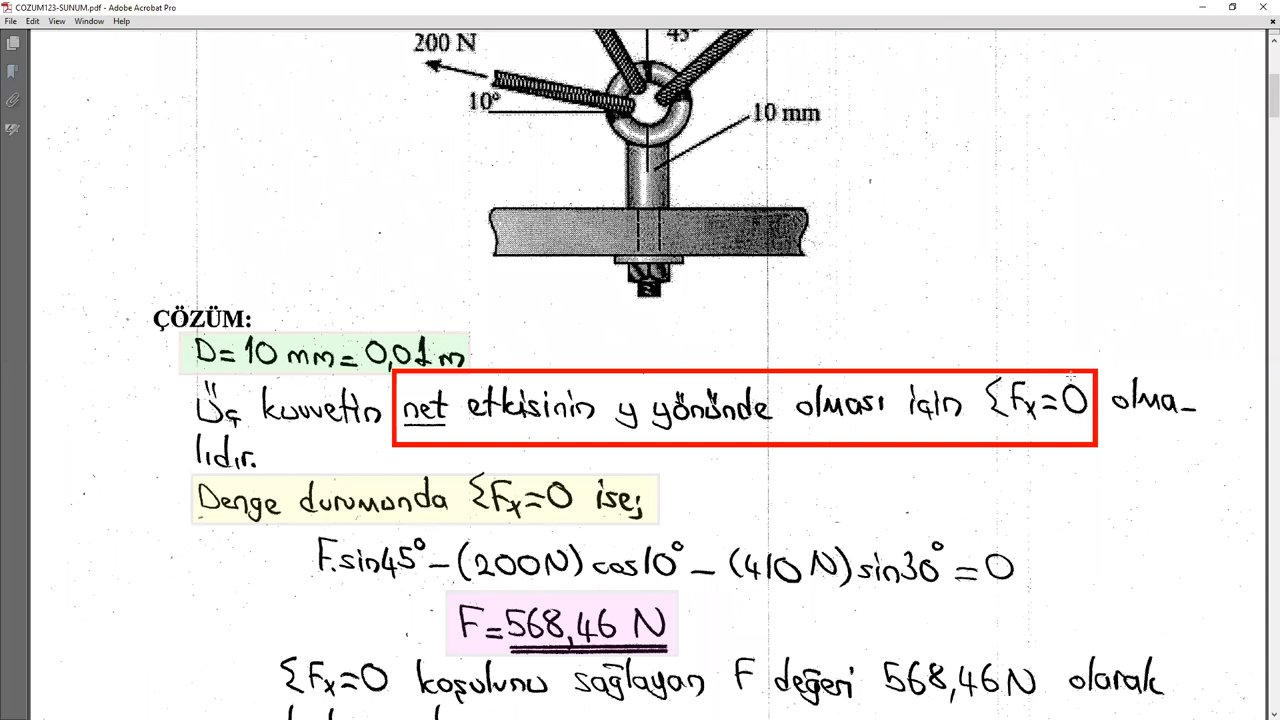 COZUM123-SUNUM.pdf - Adobe Acrobat Pro
File Edit View Window Help
200 N
45°
10°
10 mm
ÇÖZÜM:
D= 10 mm = 0,01 m
Üç kuvvetin net etkisinin y yönünde olması için ΣFx=0 olma-
lıdır.
Denge durumunda ΣFx=0 ise;
F.sin45° - (200N) cos10° - (410 N) sin30° = 0
F= 568,46 N
ΣFx=0 koşulunu sağlayan F değeri 568,46 N olarak